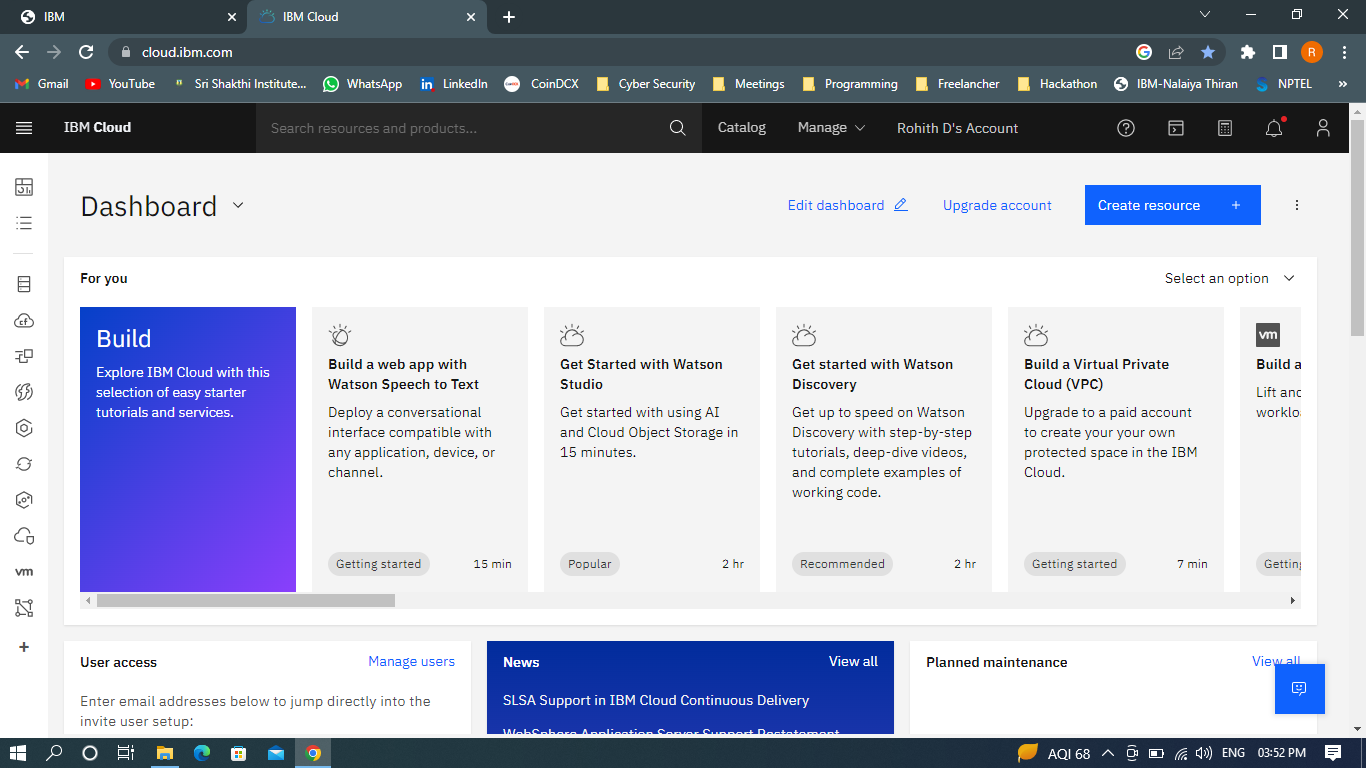 IBM
IBM Cloud
cloud.ibm.com
R
Gmail
YouTube
Sri Shakthi Institute...
WhatsApp
LinkedIn
CoinDCX
Cyber Security
Meetings
Programming
Freelancher
Hackathon
IBM-Nalaiya Thiran
NPTEL
»
IBM Cloud
Search resources and products...
Catalog
Manage
Rohith D's Account
Dashboard
Edit dashboard
Upgrade account
Create resource +
For you
Select an option
Build
Explore IBM Cloud with this
selection of easy starter
tutorials and services.
Build a web app with
Watson Speech to Text
Deploy a conversational
interface compatible with
any application, device, or
channel.
Getting started
15 min
Get Started with Watson
Studio
Get started with using AI
and Cloud Object Storage in
15 minutes.
Popular
2 hr
Get started with Watson
Discovery
Get up to speed on Watson
Discovery with step-by-step
tutorials, deep-dive videos,
and complete examples of
working code.
Recommended
2 hr
Build a Virtual Private
Cloud (VPC)
Upgrade to a paid account
to create your your own
protected space in the IBM
Cloud.
Getting started
7 min
vm
Build a
Lift and
worklo
Getting
cf
vm
User access
Manage users
Enter email addresses below to jump directly into the
invite user setup:
News
View all
SLSA Support in IBM Cloud Continuous Delivery
WebSphere Application Server Support Restatement
Planned maintenance
View all
AQI 68
ENG
03:52 PM